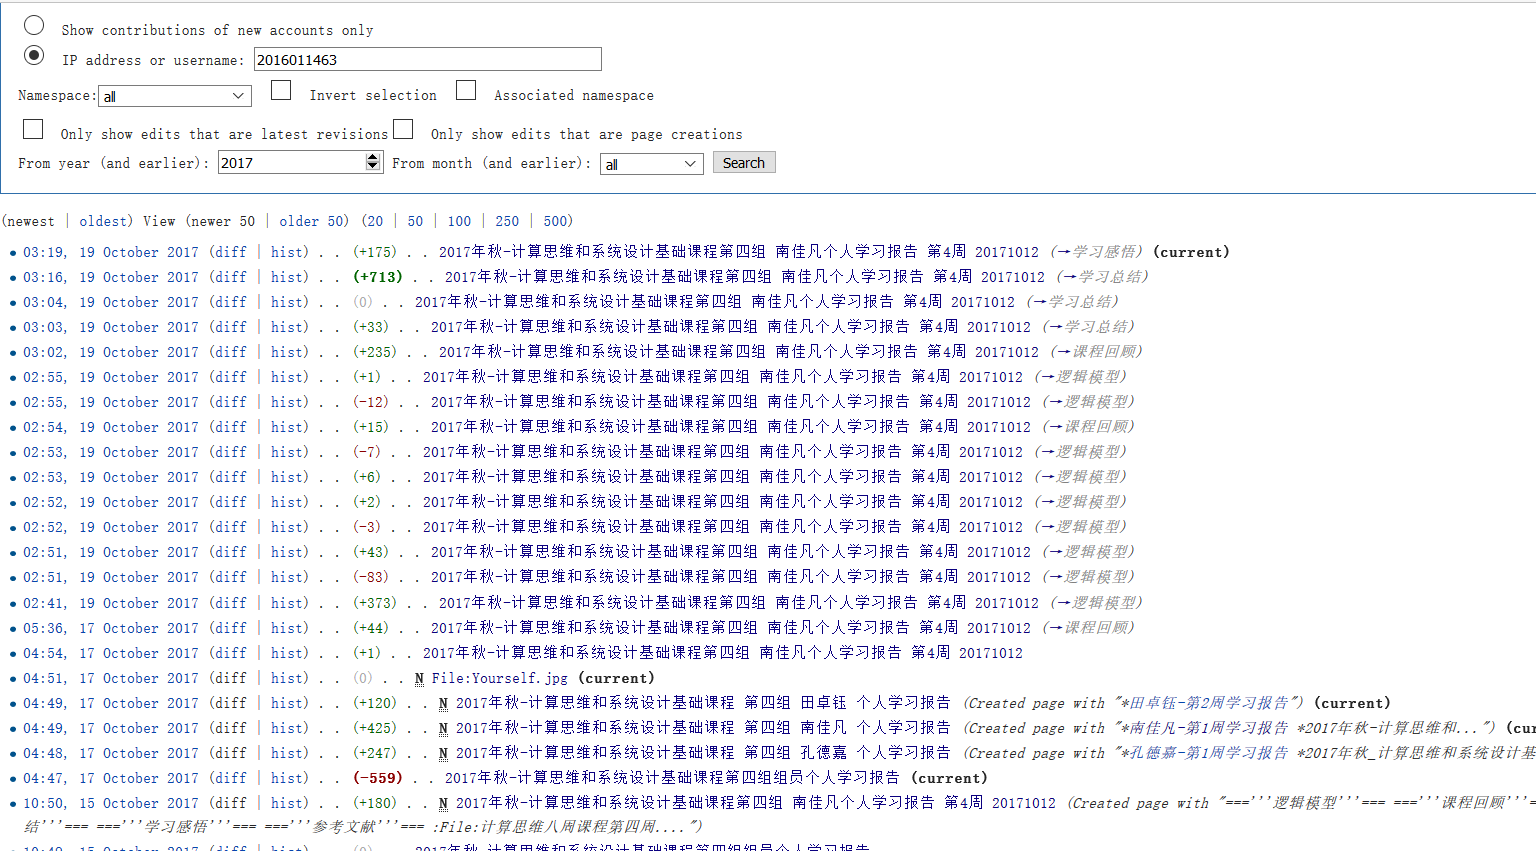 Show contributions of new accounts only
IP address or username: 2016011463
Namespace: all Invert selection Associated namespace
Only show edits that are latest revisions Only show edits that are page creations
From year (and earlier): 2017 From month (and earlier): all Search
(newest | oldest) View (newer 50 | older 50) (20 | 50 | 100 | 250 | 500)
03:19, 19 October 2017 (diff | hist) . . (+175) . . 2017年秋-计算思维和系统设计基础课程第四组 南佳凡个人学习报告 第4周 20171012 (→学习感悟) (current)
03:16, 19 October 2017 (diff | hist) . . (+713) . . 2017年秋-计算思维和系统设计基础课程第四组 南佳凡个人学习报告 第4周 20171012 (→学习总结)
03:04, 19 October 2017 (diff | hist) . . (0) . . 2017年秋-计算思维和系统设计基础课程第四组 南佳凡个人学习报告 第4周 20171012 (→学习总结)
03:03, 19 October 2017 (diff | hist) . . (+33) . . 2017年秋-计算思维和系统设计基础课程第四组 南佳凡个人学习报告 第4周 20171012 (→学习总结)
03:02, 19 October 2017 (diff | hist) . . (+235) . . 2017年秋-计算思维和系统设计基础课程第四组 南佳凡个人学习报告 第4周 20171012 (→课程回顾)
02:55, 19 October 2017 (diff | hist) . . (+1) . . 2017年秋-计算思维和系统设计基础课程第四组 南佳凡个人学习报告 第4周 20171012 (→逻辑模型)
02:55, 19 October 2017 (diff | hist) . . (-12) . . 2017年秋-计算思维和系统设计基础课程第四组 南佳凡个人学习报告 第4周 20171012 (→逻辑模型)
02:54, 19 October 2017 (diff | hist) . . (+15) . . 2017年秋-计算思维和系统设计基础课程第四组 南佳凡个人学习报告 第4周 20171012 (→课程回顾)
02:53, 19 October 2017 (diff | hist) . . (-7) . . 2017年秋-计算思维和系统设计基础课程第四组 南佳凡个人学习报告 第4周 20171012 (→逻辑模型)
02:53, 19 October 2017 (diff | hist) . . (+6) . . 2017年秋-计算思维和系统设计基础课程第四组 南佳凡个人学习报告 第4周 20171012 (→逻辑模型)
02:52, 19 October 2017 (diff | hist) . . (+2) . . 2017年秋-计算思维和系统设计基础课程第四组 南佳凡个人学习报告 第4周 20171012 (→逻辑模型)
02:52, 19 October 2017 (diff | hist) . . (-3) . . 2017年秋-计算思维和系统设计基础课程第四组 南佳凡个人学习报告 第4周 20171012 (→逻辑模型)
02:51, 19 October 2017 (diff | hist) . . (+43) . . 2017年秋-计算思维和系统设计基础课程第四组 南佳凡个人学习报告 第4周 20171012 (→逻辑模型)
02:51, 19 October 2017 (diff | hist) . . (-83) . . 2017年秋-计算思维和系统设计基础课程第四组 南佳凡个人学习报告 第4周 20171012 (→逻辑模型)
02:41, 19 October 2017 (diff | hist) . . (+373) . . 2017年秋-计算思维和系统设计基础课程第四组 南佳凡个人学习报告 第4周 20171012 (→逻辑模型)
05:36, 17 October 2017 (diff | hist) . . (+44) . . 2017年秋-计算思维和系统设计基础课程第四组 南佳凡个人学习报告 第4周 20171012 (→课程回顾)
04:54, 17 October 2017 (diff | hist) . . (+1) . . 2017年秋-计算思维和系统设计基础课程第四组 南佳凡个人学习报告 第4周 20171012
04:51, 17 October 2017 (diff | hist) . . (0) . . N File:Yourself.jpg (current)
04:49, 17 October 2017 (diff | hist) . . (+120) . . N 2017年秋-计算思维和系统设计基础课程 第四组 田卓钰 个人学习报告 (Created page with "*田卓钰-第2周学习报告") (current)
04:49, 17 October 2017 (diff | hist) . . (+425) . . N 2017年秋-计算思维和系统设计基础课程 第四组 南佳凡 个人学习报告 (Created page with "*南佳凡-第1周学习报告 *2017年秋-计算思维和...") (cur
04:48, 17 October 2017 (diff | hist) . . (+247) . . N 2017年秋-计算思维和系统设计基础课程 第四组 孔德嘉 个人学习报告 (Created page with "*孔德嘉-第1周学习报告 *2017年秋_计算思维和系统设计基
04:47, 17 October 2017 (diff | hist) . . (-559) . . 2017年秋-计算思维和系统设计基础课程第四组组员个人学习报告 (current)
10:50, 15 October 2017 (diff | hist) . . (+180) . . N 2017年秋-计算思维和系统设计基础课程第四组 南佳凡个人学习报告 第4周 20171012 (Created page with "==='''逻辑模型'''=== ==='''课程回顾'''=
结'''=== ==='''学习感悟'''=== ==='''参考文献'''=== :File:计算思维八周课程第四周....")